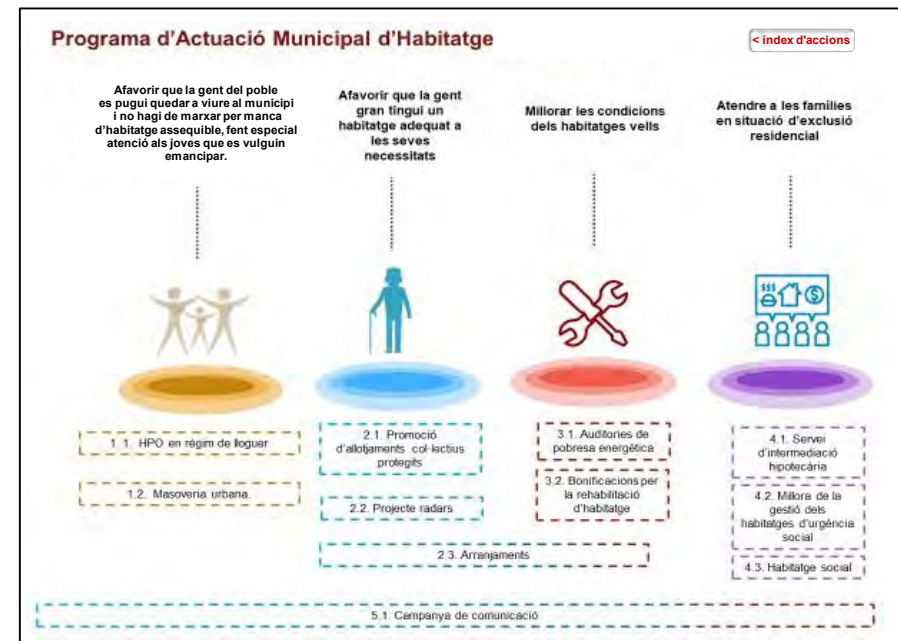 Programa d'Actuació Municipal d'Habitatge
< índex d'accions
Afavorir que la gent del poble
es pugui quedar a viure al municipi
i no hagi de marxar per manca
d'habitatge assequible, fent especial
atenció als joves que es vulguin
emancipar.
Afavorir que la gent
gran tingui un
habitatge adequat a
les seves
necessitats
Millorar les condicions
dels habitatges vells
Atendre a les famílies
en situació d'exclusió
residencial
1.1. HPO en règim de lloguer
1.2. Masoveria urbana.
2.1. Promoció
d'allotjaments col·lectius
protegits
2.2. Projecte radars
2.3. Arranjaments
3.1. Auditories de
pobresa energètica
3.2. Bonificacions per
la rehabilitació
d'habitatge
4.1. Servei
d'intermediació
hipotecària
4.2. Millora de la
gestió dels
habitatges d'urgència
social
4.3. Habitatge social
5.1. Campanya de comunicació